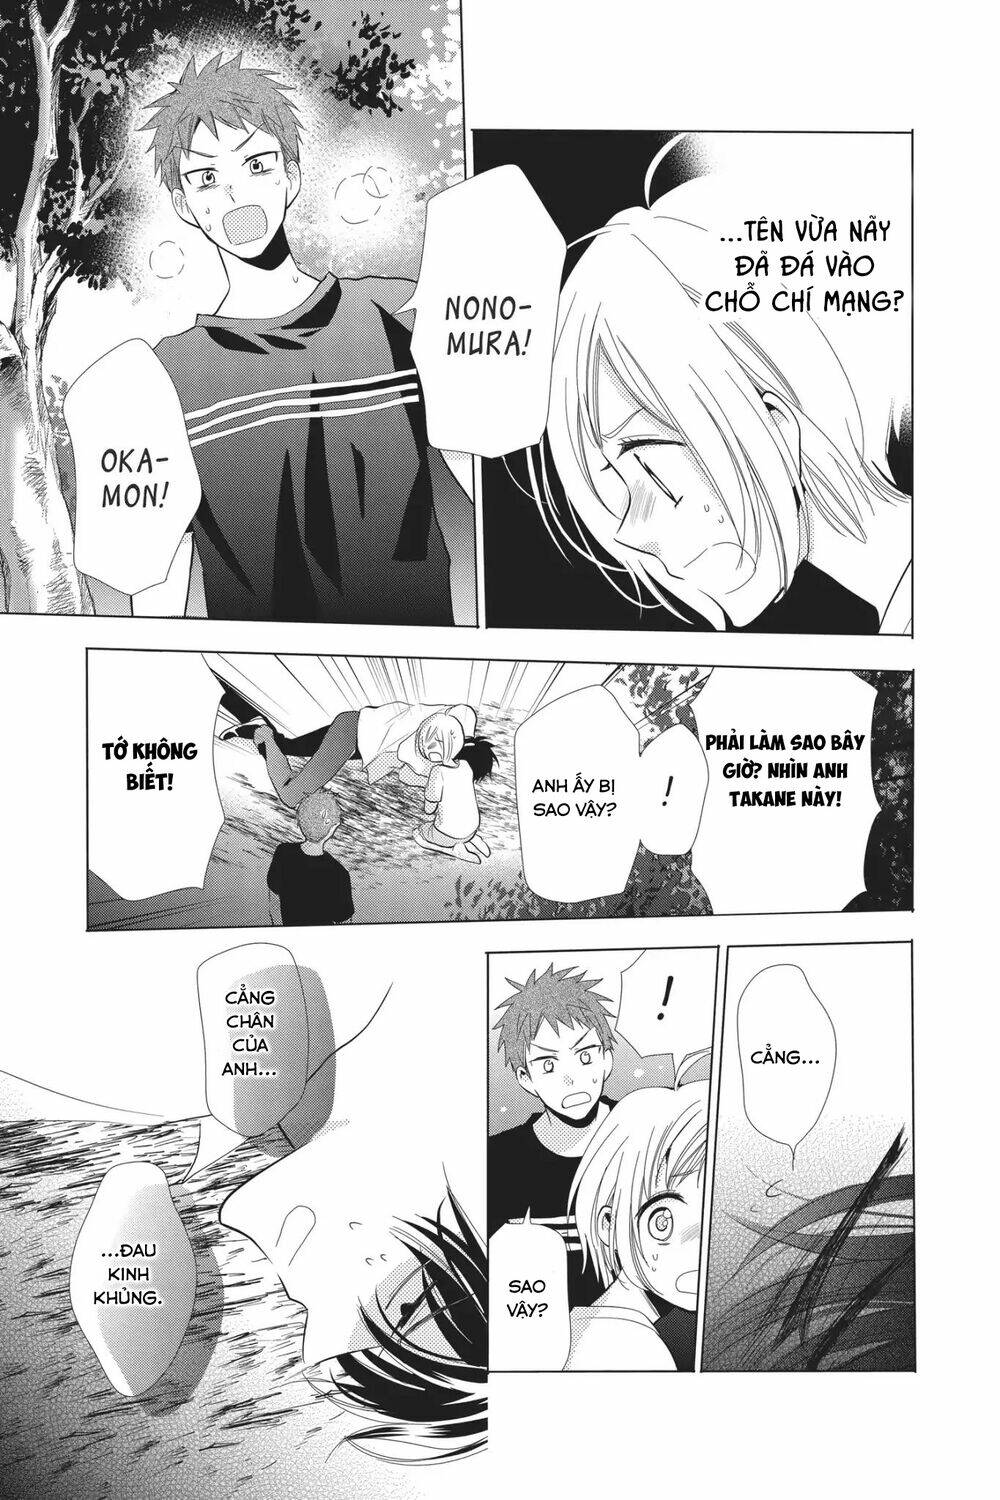 ...TÊN VỪA NÃY
ĐÃ ĐÁ VÀO
CHỖ CHÍ MẠNG?
NONO-
MURA!
OKA-
MON!
PHẢI LÀM SAO BÂY
GIỜ? NHÌN ANH
TAKANE NÀY!
!
ANH ẤY BỊ
SAO VẬY?
TỚ KHÔNG
BIẾT!
CẲNG...
!
SAO
VẬY?
CẲNG
CHÂN
CỦA
ANH...
...ĐAU
KINH
KHỦNG.